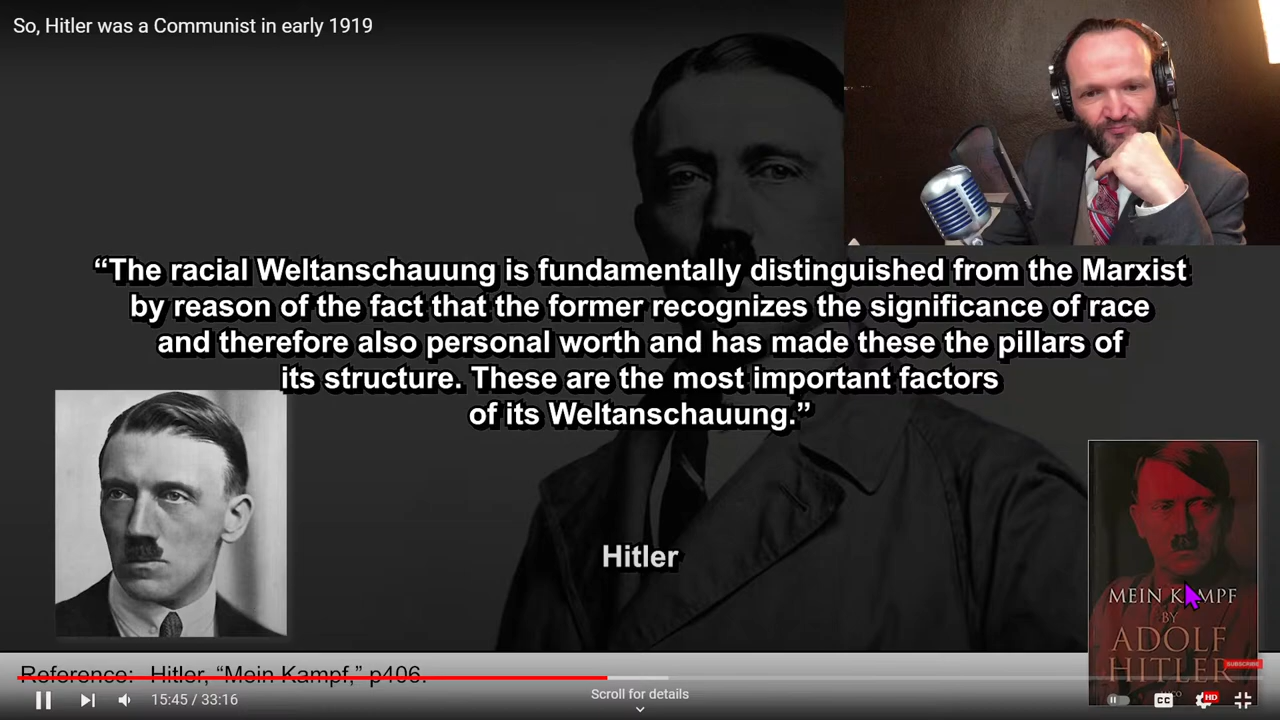 So, Hitler was a Communist in early 1919
“The racial Weltanschauung is fundamentally distinguished from the Marxist
by reason of the fact that the former recognizes the significance of race
and therefore also personal worth and has made these the pillars of
its structure. These are the most important factors
of its Weltanschauung.”
Hitler
MEIN KAMPF
BY
ADOLF
HITLER
Reference: Hitler, “Mein Kampf,” p406.
SUBSCRIBE
15:45 / 33:16
Scroll for details
CC
HD